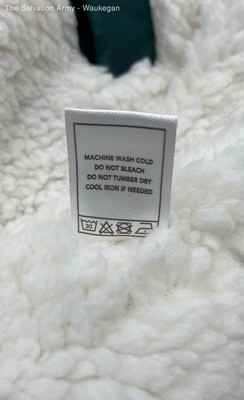 The Salvation Army - Waukegan
MACHINE WASH COLD
DO NOT BLEACH
DO NOT TUMBER DRY
COOL IRON IF NEEDED
30